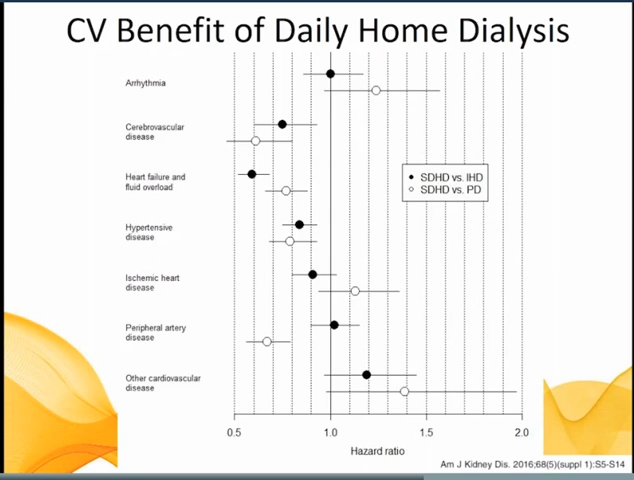 CV Benefit of Daily Home Dialysis
Arrhythmia
Cerebrovascular
disease
Heart failure and
fluid overload
SDHD vs. IHD
SDHD vs. PD
Hypertensive
disease
Ischemic heart
disease
Peripheral artery
disease
Other cardiovascular
disease
0.5 1.0 1.5 2.0
Hazard ratio
Am J Kidney Dis. 2016;68(5)(suppl 1):S5-S14